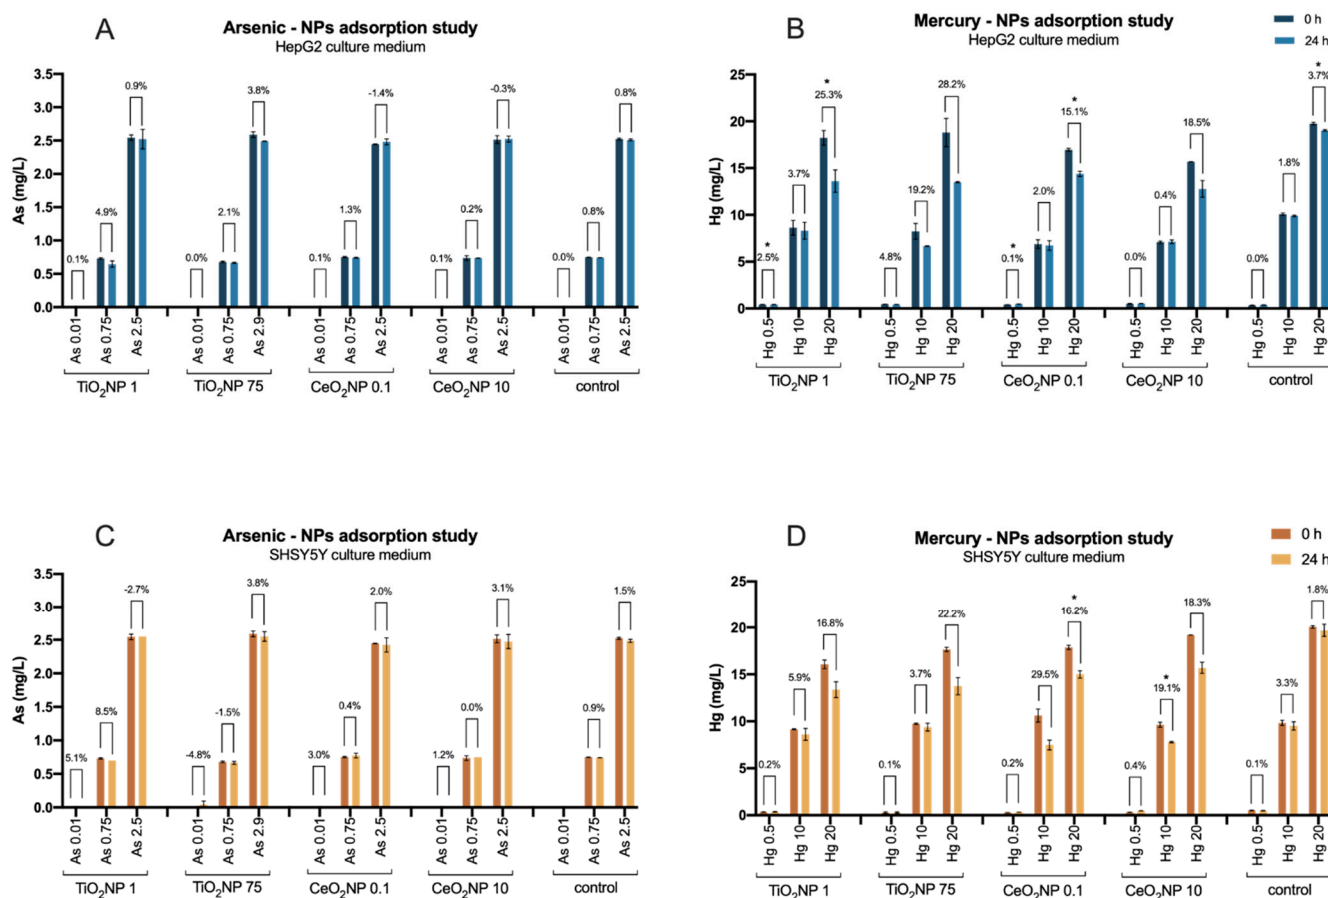 A
Arsenic - NPs adsorption study
HepG2 culture medium
As (mg/L)
3.5
3.0
2.5
2.0
1.5
1.0
0.5
0.0
0.1% 4.9% 0.9%
0.0% 2.1% 3.8%
0.1% 1.3% -1.4%
0.1% 0.2% -0.3%
0.0% 0.8% 0.8%
As 0.01 As 0.75 As 2.5
As 0.01 As 0.75 As 2.9
As 0.01 As 0.75 As 2.5
As 0.01 As 0.75 As 2.5
As 0.01 As 0.75 As 2.5
TiO2NP 1 TiO2NP 75 CeO2NP 0.1 CeO2NP 10 control
B
Mercury - NPs adsorption study
HepG2 culture medium
0 h
24 h
Hg (mg/L)
25
20
15
10
5
0
* 2.5% 3.7% * 25.3%
4.8% 19.2% 28.2%
* 0.1% 2.0% * 15.1%
0.0% 0.4% 18.5%
0.0% 1.8% * 3.7%
Hg 0.5 Hg 10 Hg 20
Hg 0.5 Hg 10 Hg 20
Hg 0.5 Hg 10 Hg 20
Hg 0.5 Hg 10 Hg 20
Hg 0.5 Hg 10 Hg 20
TiO2NP 1 TiO2NP 75 CeO2NP 0.1 CeO2NP 10 control
C
Arsenic - NPs adsorption study
SHSY5Y culture medium
As (mg/L)
3.5
3.0
2.5
2.0
1.5
1.0
0.5
0.0
5.1% 8.5% -2.7%
-4.8% -1.5% 3.8%
3.0% 0.4% 2.0%
1.2% 0.0% 3.1%
0.9% 1.5%
As 0.01 As 0.75 As 2.5
As 0.01 As 0.75 As 2.9
As 0.01 As 0.75 As 2.5
As 0.01 As 0.75 As 2.5
As 0.01 As 0.75 As 2.5
TiO2NP 1 TiO2NP 75 CeO2NP 0.1 CeO2NP 10 control
D
Mercury - NPs adsorption study
SHSY5Y culture medium
0 h
24 h
Hg (mg/L)
25
20
15
10
5
0
0.2% 5.9% 16.8%
0.1% 3.7% 22.2%
0.2% 29.5% * 16.2%
0.4% * 19.1% 18.3%
0.1% 3.3% 1.8%
Hg 0.5 Hg 10 Hg 20
Hg 0.5 Hg 10 Hg 20
Hg 0.5 Hg 10 Hg 20
Hg 0.5 Hg 10 Hg 20
Hg 0.5 Hg 10 Hg 20
TiO2NP 1 TiO2NP 75 CeO2NP 0.1 CeO2NP 10 control